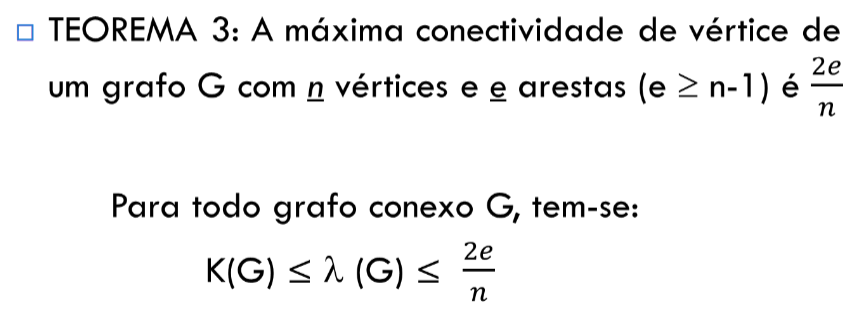 TEOREMA 3: A máxima conectividade de vértice de
um grafo G com n vértices e e arestas (e ≥ n-1) é 2e/n
Para todo grafo conexo G, tem-se:
K(G) ≤ λ (G) ≤ 2e/n